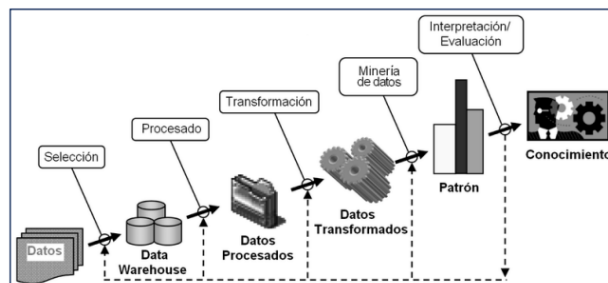 Interpretación/
Evaluación
Minería
de datos
Transformación
Procesado
Selección
Datos
Data
Warehouse
Datos
Procesados
Datos
Transformados
Patrón
Conocimiento